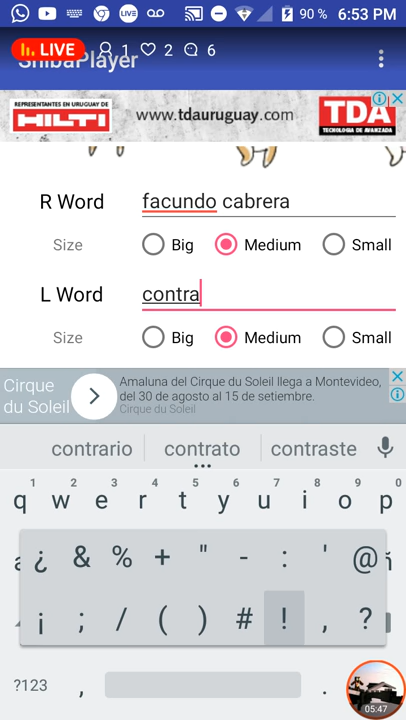 90 % 6:53 PM
LIVE 1 2 6
ShibaPlayer
REPRESENTANTES EN URUGUAY DE
HILTI
www.tdauruguay.com
TDA
TECNOLOGIA DE AVANZADA
R Word facundo cabrera
Size Big Medium Small
L Word contra
Size Big Medium Small
Cirque du Soleil
Amaluna del Cirque du Soleil llega a Montevideo,
del 30 de agosto al 15 de setiembre.
Cirque du Soleil
contrario contrato contraste
1 2 3 4 5 6 7 8 9 0
q w e r t y u i o p
a ¿ & % + " - : ' @ ñ
¡ ; / ( ) # ! , ?
?123 , .
05:47